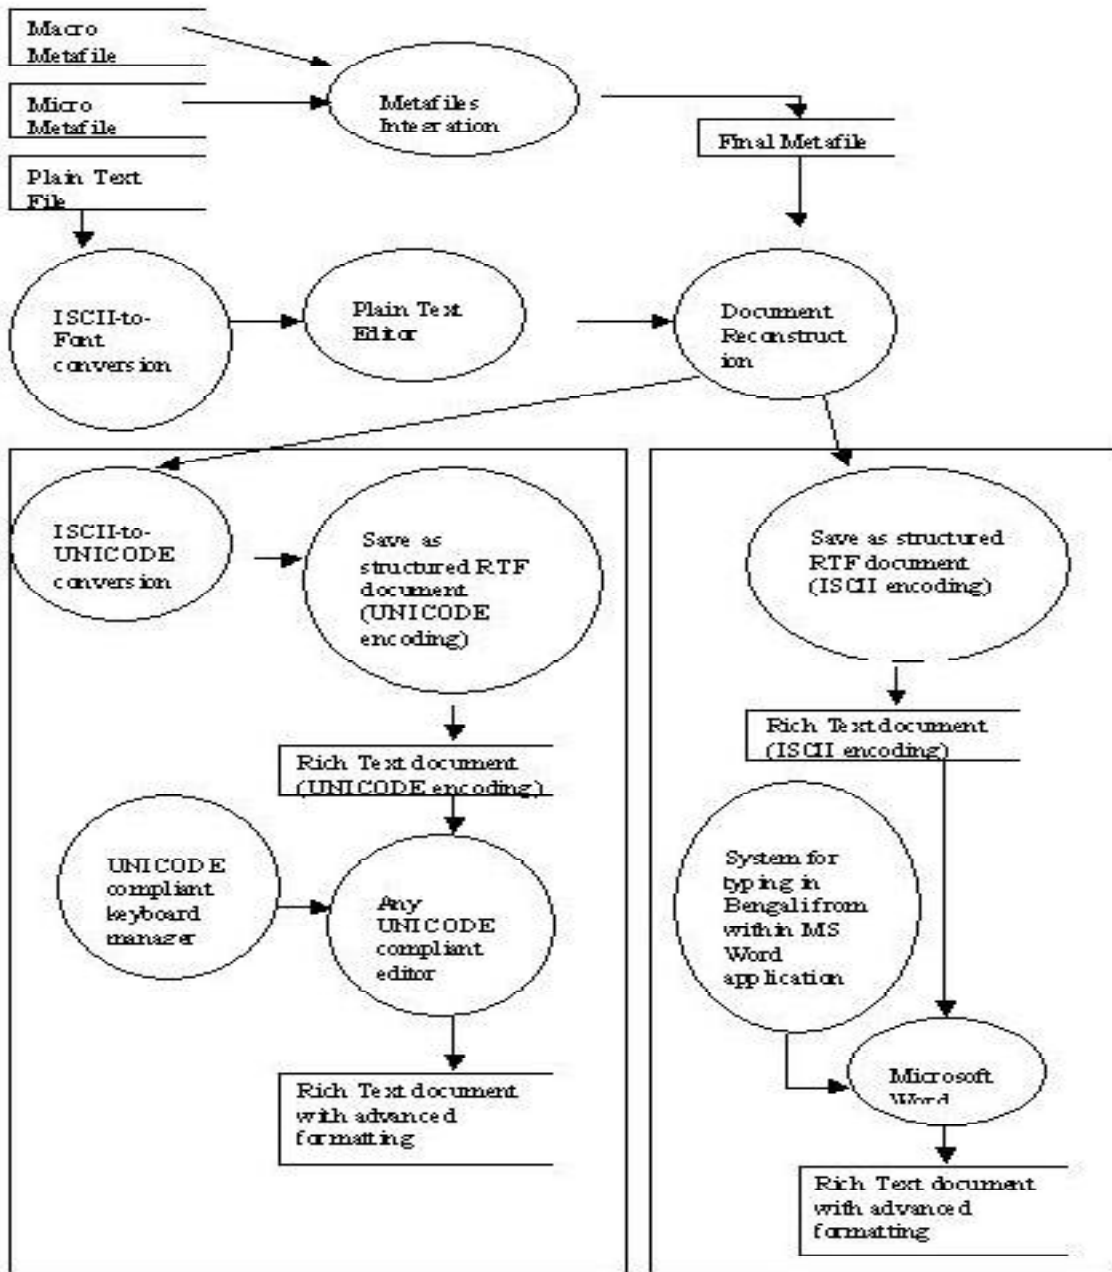 Macro
Metafile
Micro
Metafile
Plain Text
File
Metafiles
Integration
Final Metafile
ISCII-to-
Font
conversion
Plain Text
Editor
Document
Reconstruct
ion
ISCII-to-
UNICODE
conversion
Save as
structured RTF
document
(UNICODE
encoding)
Rich Text document
(UNICODE encoding)
UNICODE
compliant
keyboard
manager
Any
UNICODE
compliant
editor
Rich Text document
with advanced
formatting
Save as structured
RTF document
(ISCII encoding)
Rich Text document
(ISCII encoding)
System for
typing in
Bengali from
within MS
Word
application
Microsoft
Word
Rich Text document
with advanced
formatting